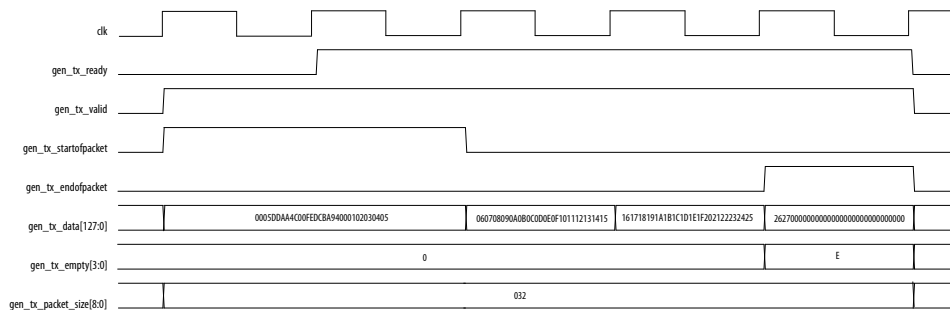 clk
gen_tx_ready
gen_tx_valid
gen_tx_startofpacket
gen_tx_endofpacket
gen_tx_data[127:0] 0005DDAA4C00FEDCBA94000102030405 060708090A0B0C0D0E0F101112131415 161718191A1B1C1D1E1F202122232425 26270000000000000000000000000000
gen_tx_empty[3:0] 0 E
gen_tx_packet_size[8:0] 032